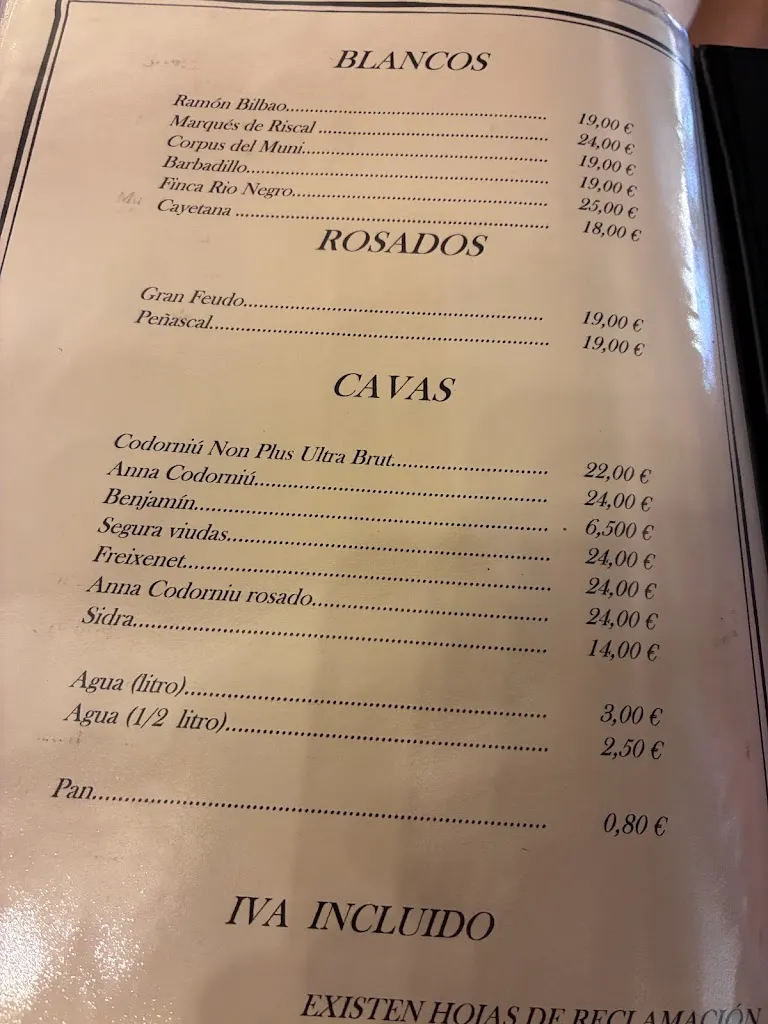 BLANCOS
Ramón Bilbao 19,00 €
Marqués de Riscal 24,00 €
Corpus del Muni 19,00 €
Barbadillo 19,00 €
Finca Rio Negro 25,00 €
Cayetana 18,00 €
ROSADOS
Gran Feudo 19,00 €
Peñascal 19,00 €
CAVAS
Codorniú Non Plus Ultra Brut 22,00 €
Anna Codorniú 24,00 €
Benjamín 6,500 €
Segura viudas 24,00 €
Freixenet 24,00 €
Anna Codorniu rosado 24,00 €
Sidra 14,00 €
Agua (litro) 3,00 €
Agua (1/2 litro) 2,50 €
Pan 0,80 €
IVA INCLUIDO
EXISTEN HOJAS DE RECLAMACIÓN